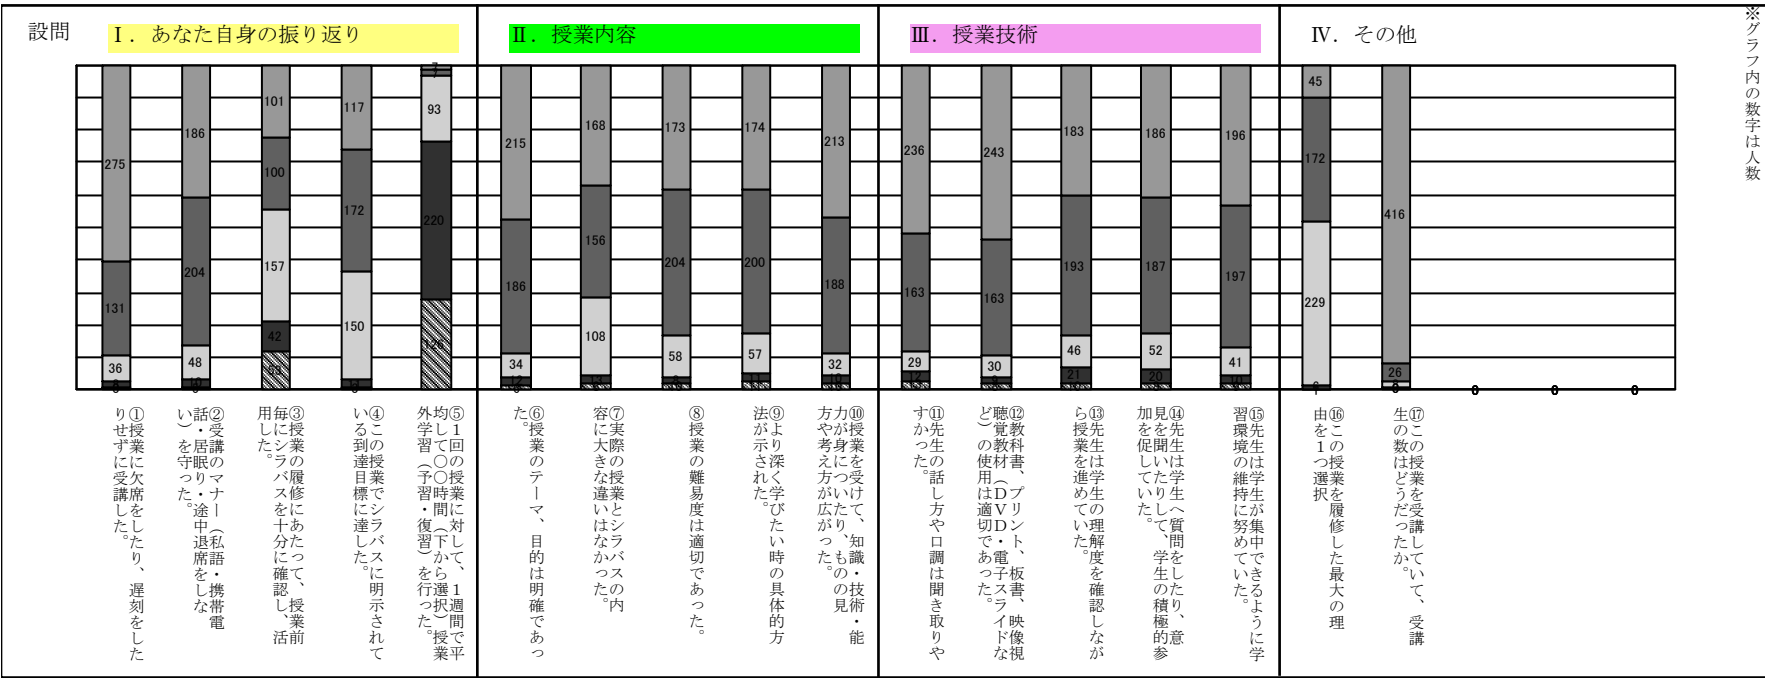 設問
Ⅰ．あなた自身の振り返り
Ⅱ．授業内容
Ⅲ．授業技術
Ⅳ．その他
※グラフ内の数字は人数
275
131
36
186
204
48
101
100
157
42
53
117
172
150
7
7
93
220
126
215
186
34
12
168
156
108
173
204
58
174
200
57
11
213
188
32
10
236
163
29
12
243
163
30
183
193
46
21
186
187
52
20
196
197
41
10
45
172
229
416
26
0
0
0
①授業に欠席をしたり、遅刻をした
りせずに受講した。
②受講のマナー（私語・携帯電
話・居眠り・途中退席をしな
い）を守った。
③授業の履修にあたって、授業前
毎にシラバスを十分に確認し、活
用した。
④この授業でシラバスに明示されて
いる到達目標に達した。
⑤１回の授業に対して、１週間で平
均して〇〇時間（下から選択）授業
外学習（予習・復習）を行った。
⑥授業のテーマ、目的は明確であっ
た。
⑦実際の授業とシラバスの内
容に大きな違いはなかった。
⑧授業の難易度は適切であった。
⑨より深く学びたい時の具体的方
法が示された。
⑩授業を受けて、知識・技術・能
力が身についたり、ものの見
方や考え方が広がった。
⑪先生の話し方や口調は聞き取りや
すかった。
⑫教科書、プリント、板書、映像視
聴覚教材（ＤＶＤ・電子スライドな
ど）の使用は適切であった。
⑬先生は学生の理解度を確認しなが
ら授業を進めていた。
⑭先生は学生へ質問をしたり、意
見を聞いたりして、学生の積極的参
加を促していた。
⑮先生は学生が集中できるように学
習環境の維持に努めていた。
⑯この授業を履修した最大の理
由を１つ選択
⑰この授業を受講していて、受講
生の数はどうだったか。